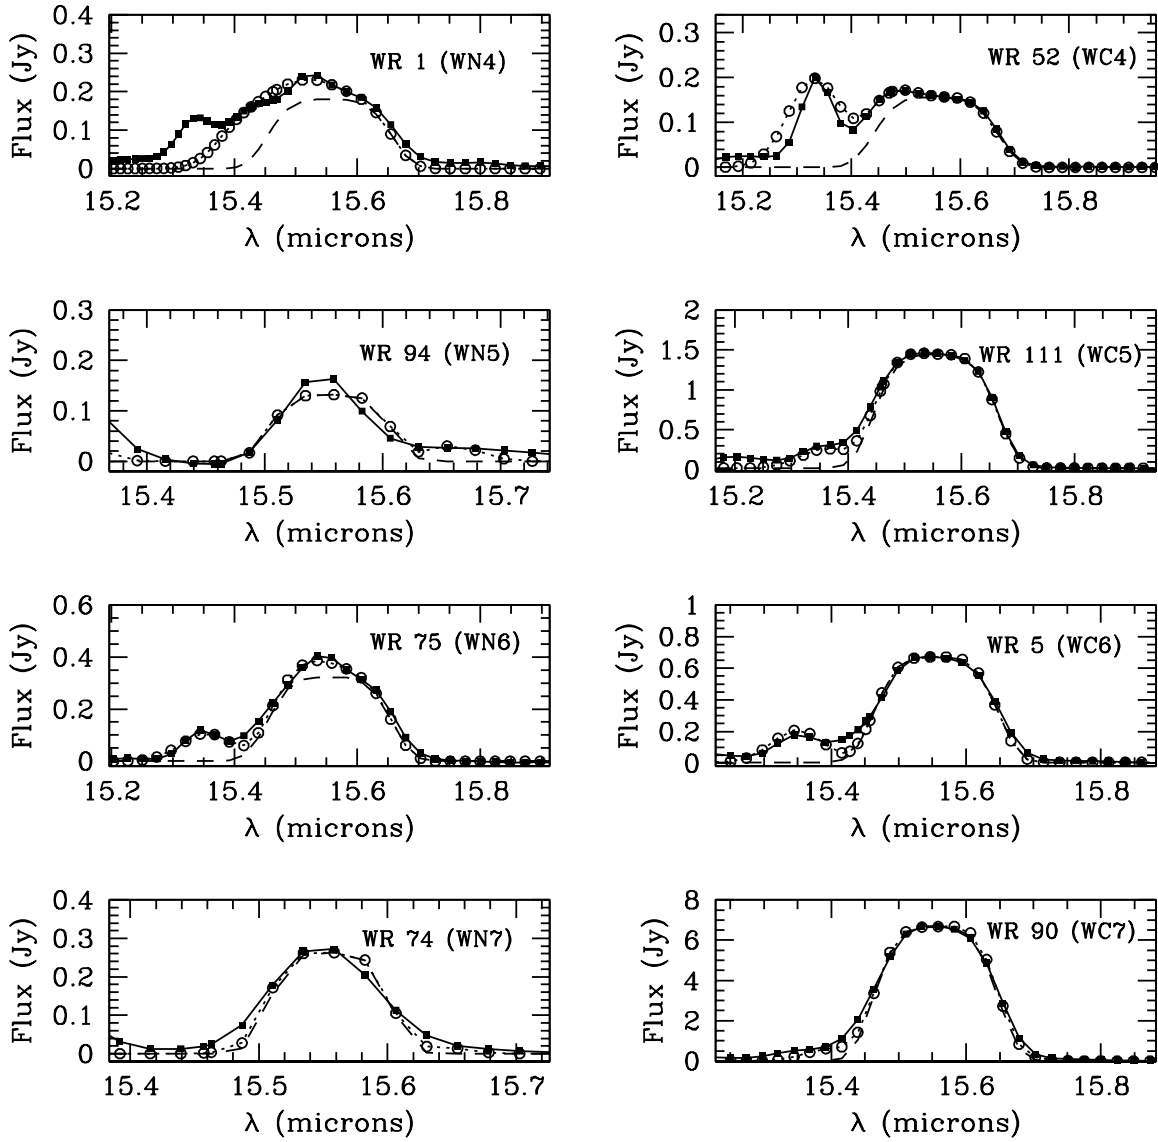 0.4
0.3
0.2
0.1
0
Flux (Jy)
WR 1 (WN4)
15.2 15.4 15.6 15.8
λ (microns)
0.3
0.2
0.1
0
Flux (Jy)
WR 52 (WC4)
15.2 15.4 15.6 15.8
λ (microns)
0.3
0.2
0.1
0
Flux (Jy)
WR 94 (WN5)
15.4 15.5 15.6 15.7
λ (microns)
2
1.5
1
0.5
0
Flux (Jy)
WR 111 (WC5)
15.2 15.4 15.6 15.8
λ (microns)
0.6
0.4
0.2
0
Flux (Jy)
WR 75 (WN6)
15.2 15.4 15.6 15.8
λ (microns)
1
0.8
0.6
0.4
0.2
0
Flux (Jy)
WR 5 (WC6)
15.4 15.6 15.8
λ (microns)
0.4
0.3
0.2
0.1
0
Flux (Jy)
WR 74 (WN7)
15.4 15.5 15.6 15.7
λ (microns)
8
6
4
2
0
Flux (Jy)
WR 90 (WC7)
15.4 15.6 15.8
λ (microns)